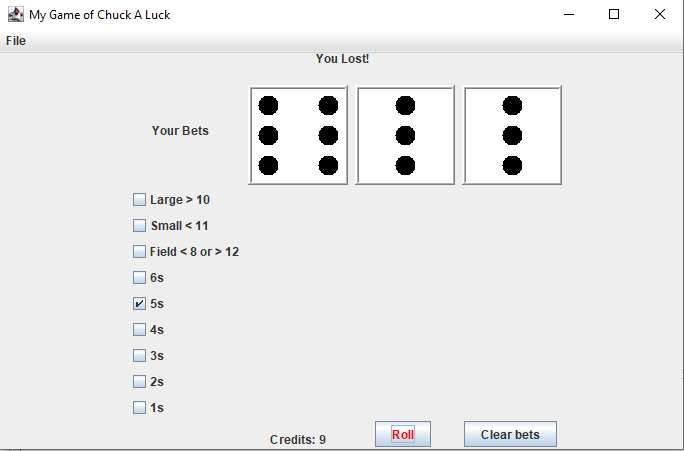 My Game of Chuck A Luck
File
You Lost!
Your Bets
Large > 10
Small < 11
Field < 8 or > 12
6s
5s
4s
3s
2s
1s
Credits: 9
Roll
Clear bets